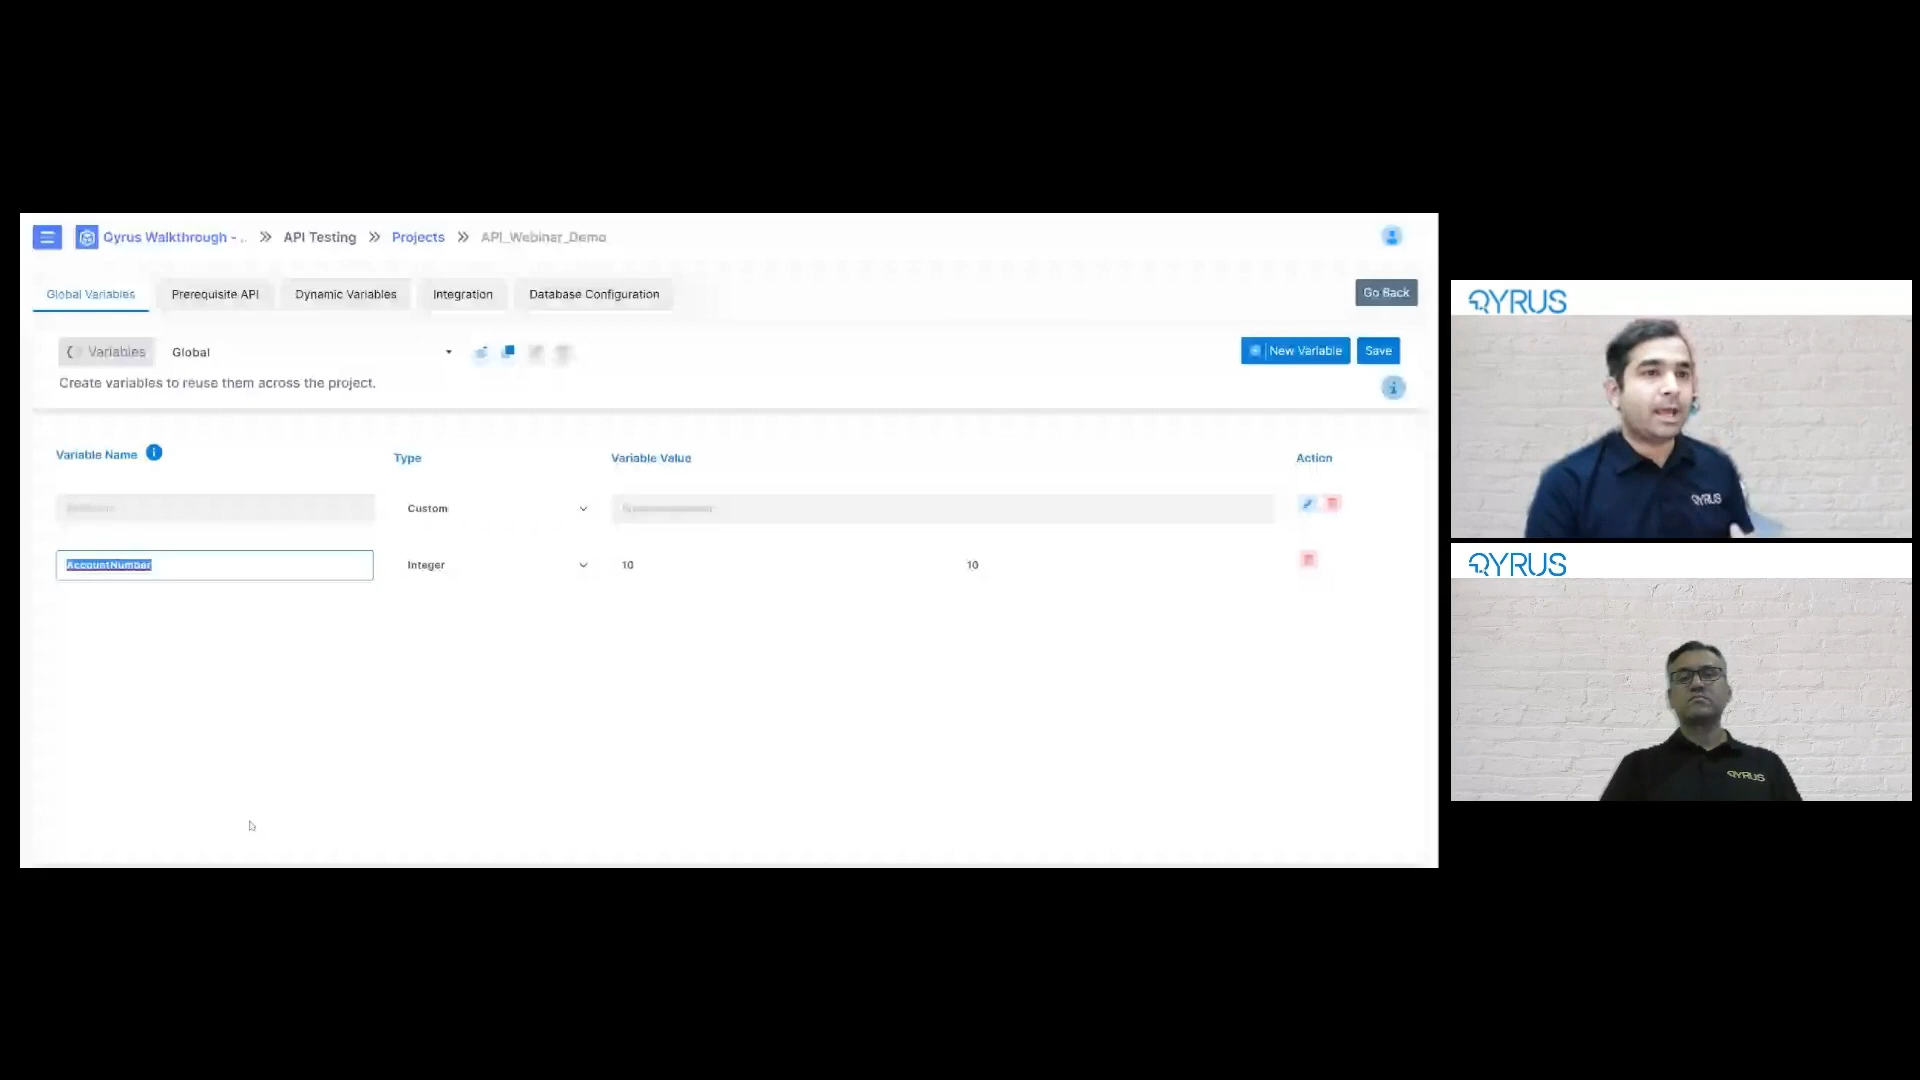 Qyrus Walkthrough - .. >> API Testing >> Projects >> API_Webinar_Demo
Global Variables Prerequisite API Dynamic Variables Integration Database Configuration Go Back
Variables Global New Variable Save
Create variables to reuse them across the project.
Variable Name Type Variable Value Action
Custom
AccountNumber Integer 10 10
QYRUS
QYRUS
QYRUS
QYRUS